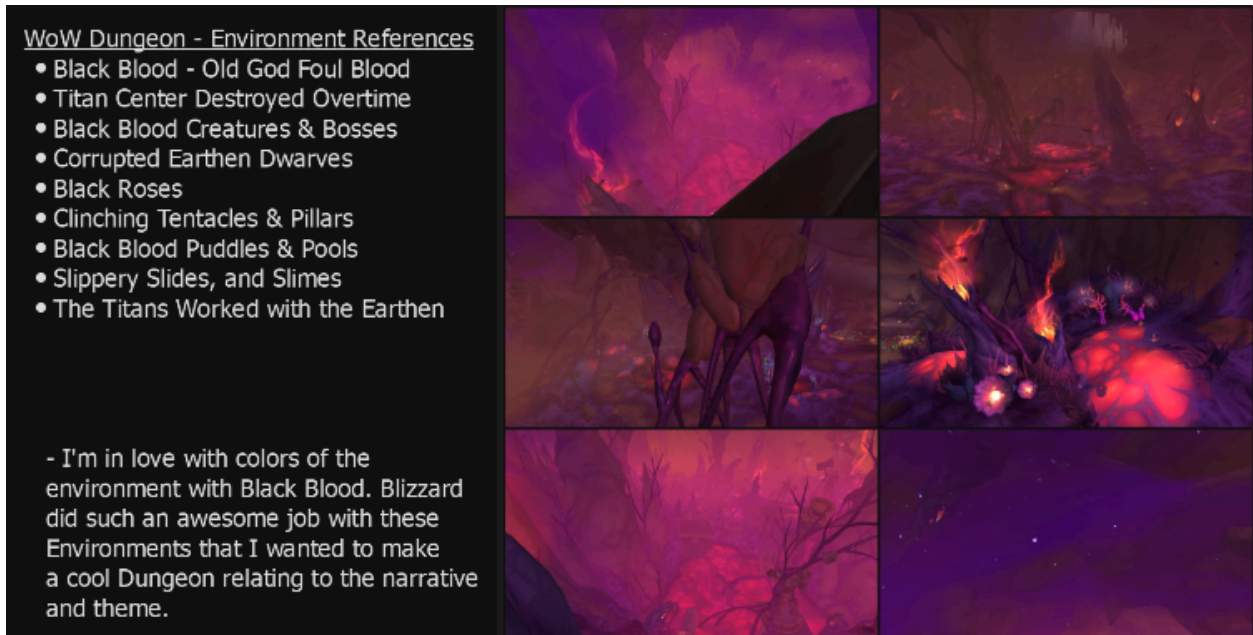 WoW Dungeon - Environment References
• Black Blood - Old God Foul Blood
• Titan Center Destroyed Overtime
• Black Blood Creatures & Bosses
• Corrupted Earthen Dwarves
• Black Roses
• Clinching Tentacles & Pillars
• Black Blood Puddles & Pools
• Slippery Slides, and Slimes
• The Titans Worked with the Earthen
- I'm in love with colors of the
environment with Black Blood. Blizzard
did such an awesome job with these
Environments that I wanted to make
a cool Dungeon relating to the narrative
and theme.